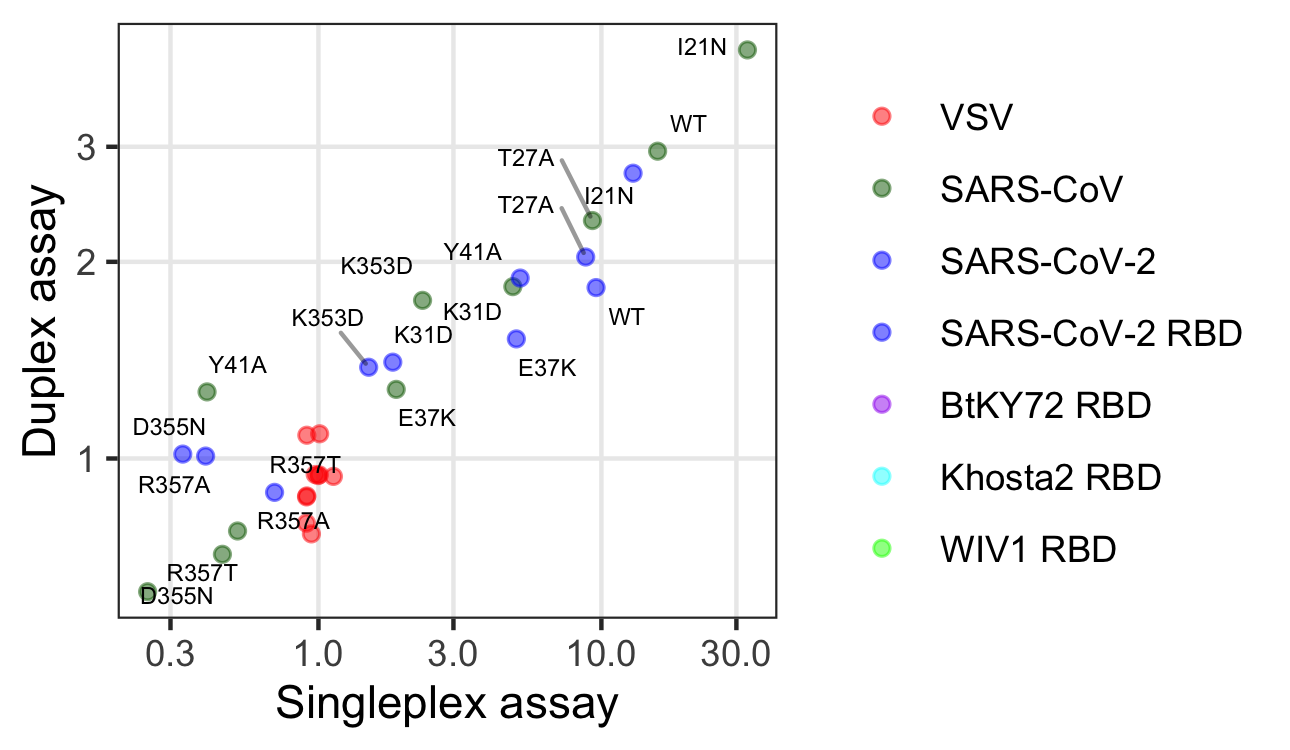 I21N
WT
3
T27A
I21N
T27A
2
Y41A
K353D
K31D
K353D
WT
K31D
E37K
Y41A
E37K
D355N
1
R357T
R357A
R357A
R357T
D355N
0.3
1.0
3.0
10.0
30.0
Singleplex assay
Duplex assay
VSV
SARS-CoV
SARS-CoV-2
SARS-CoV-2 RBD
BtKY72 RBD
Khosta2 RBD
WIV1 RBD